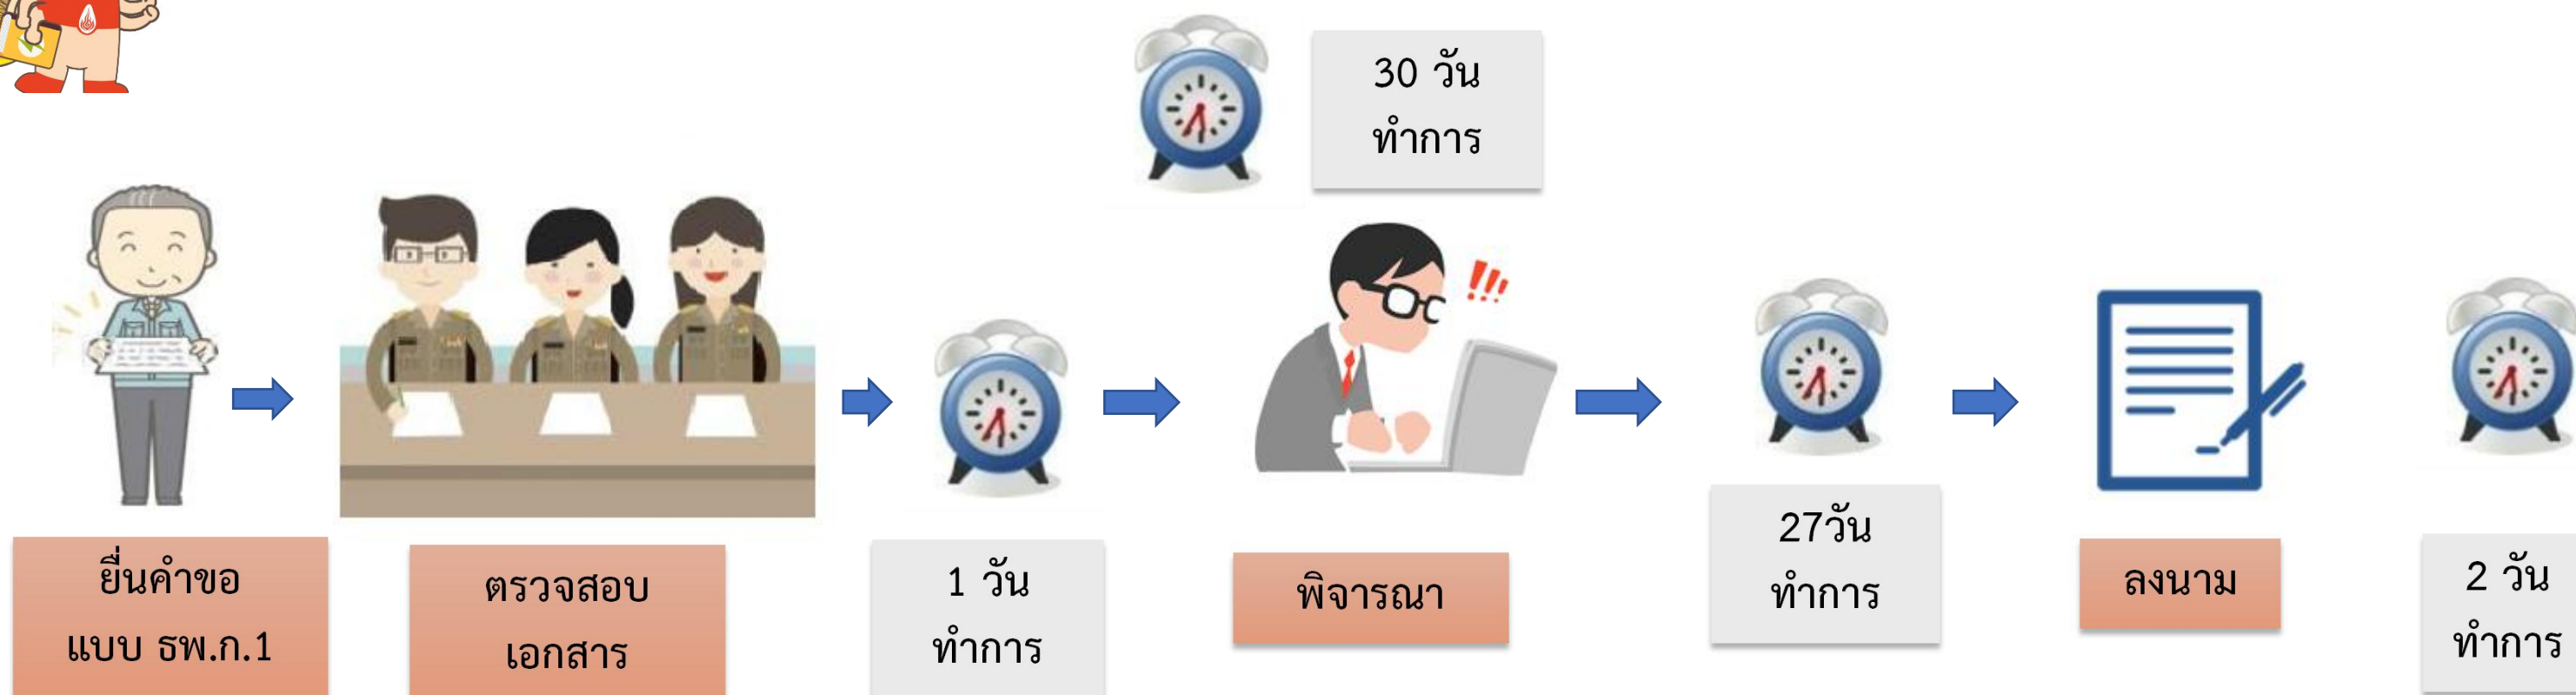 30 วัน
ทำการ
ยื่นคำขอ
แบบ ธพ.ก.1
ตรวจสอบ
เอกสาร
1 วัน
ทำการ
พิจารณา
27วัน
ทำการ
ลงนาม
2 วัน
ทำการ